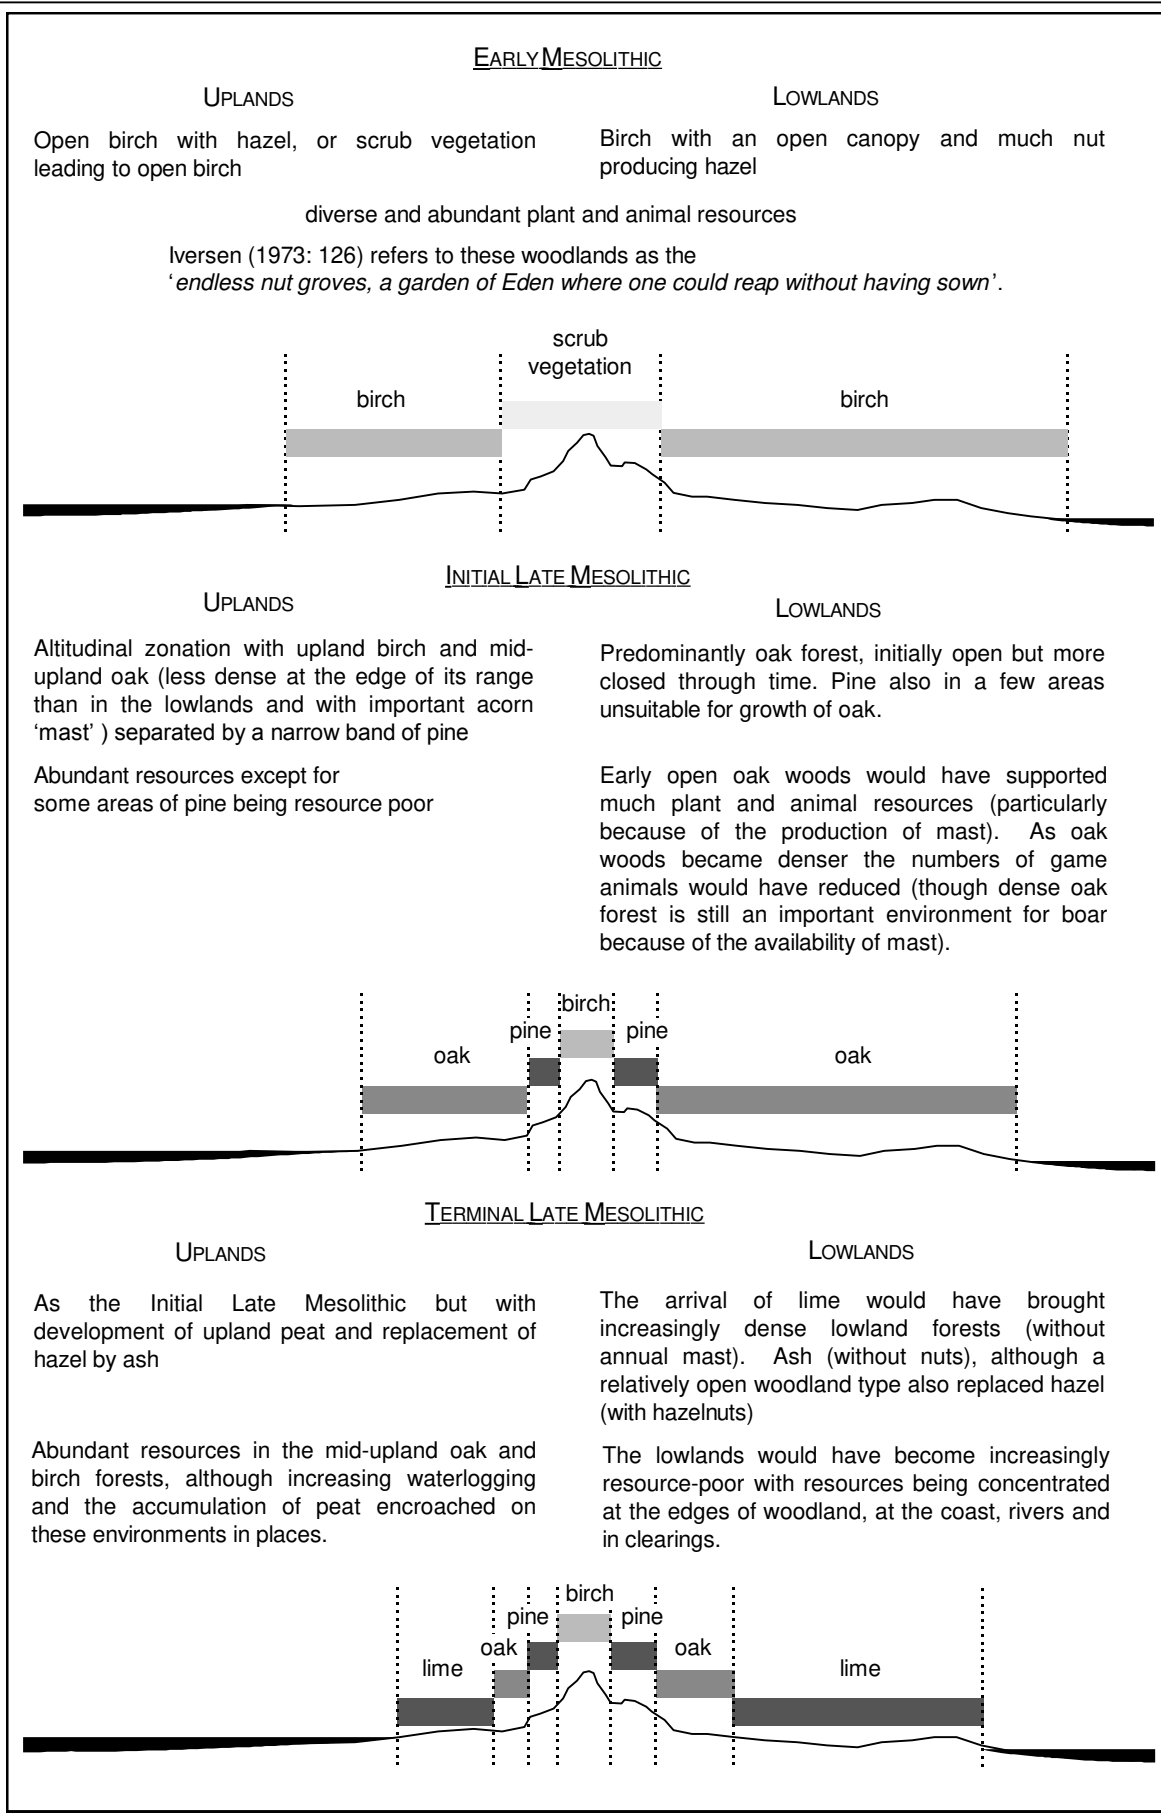 EARLY MESOLITHIC
UPLANDS
Open birch with hazel, or scrub vegetation
leading to open birch
LOWLANDS
Birch with an open canopy and much nut
producing hazel
diverse and abundant plant and animal resources
Iversen (1973: 126) refers to these woodlands as the
‘endless nut groves, a garden of Eden where one could reap without having sown’.
scrub
vegetation
birch
birch
INITIAL LATE MESOLITHIC
UPLANDS
Altitudinal zonation with upland birch and mid-
upland oak (less dense at the edge of its range
than in the lowlands and with important acorn
‘mast’ ) separated by a narrow band of pine
Abundant resources except for
some areas of pine being resource poor
LOWLANDS
Predominantly oak forest, initially open but more
closed through time. Pine also in a few areas
unsuitable for growth of oak.
Early open oak woods would have supported
much plant and animal resources (particularly
because of the production of mast). As oak
woods became denser the numbers of game
animals would have reduced (though dense oak
forest is still an important environment for boar
because of the availability of mast).
birch
pine
pine
oak
oak
TERMINAL LATE MESOLITHIC
UPLANDS
As the Initial Late Mesolithic but with
development of upland peat and replacement of
hazel by ash
Abundant resources in the mid-upland oak and
birch forests, although increasing waterlogging
and the accumulation of peat encroached on
these environments in places.
LOWLANDS
The arrival of lime would have brought
increasingly dense lowland forests (without
annual mast). Ash (without nuts), although a
relatively open woodland type also replaced hazel
(with hazelnuts)
The lowlands would have become increasingly
resource-poor with resources being concentrated
at the edges of woodland, at the coast, rivers and
in clearings.
birch
pine
pine
oak
oak
lime
lime